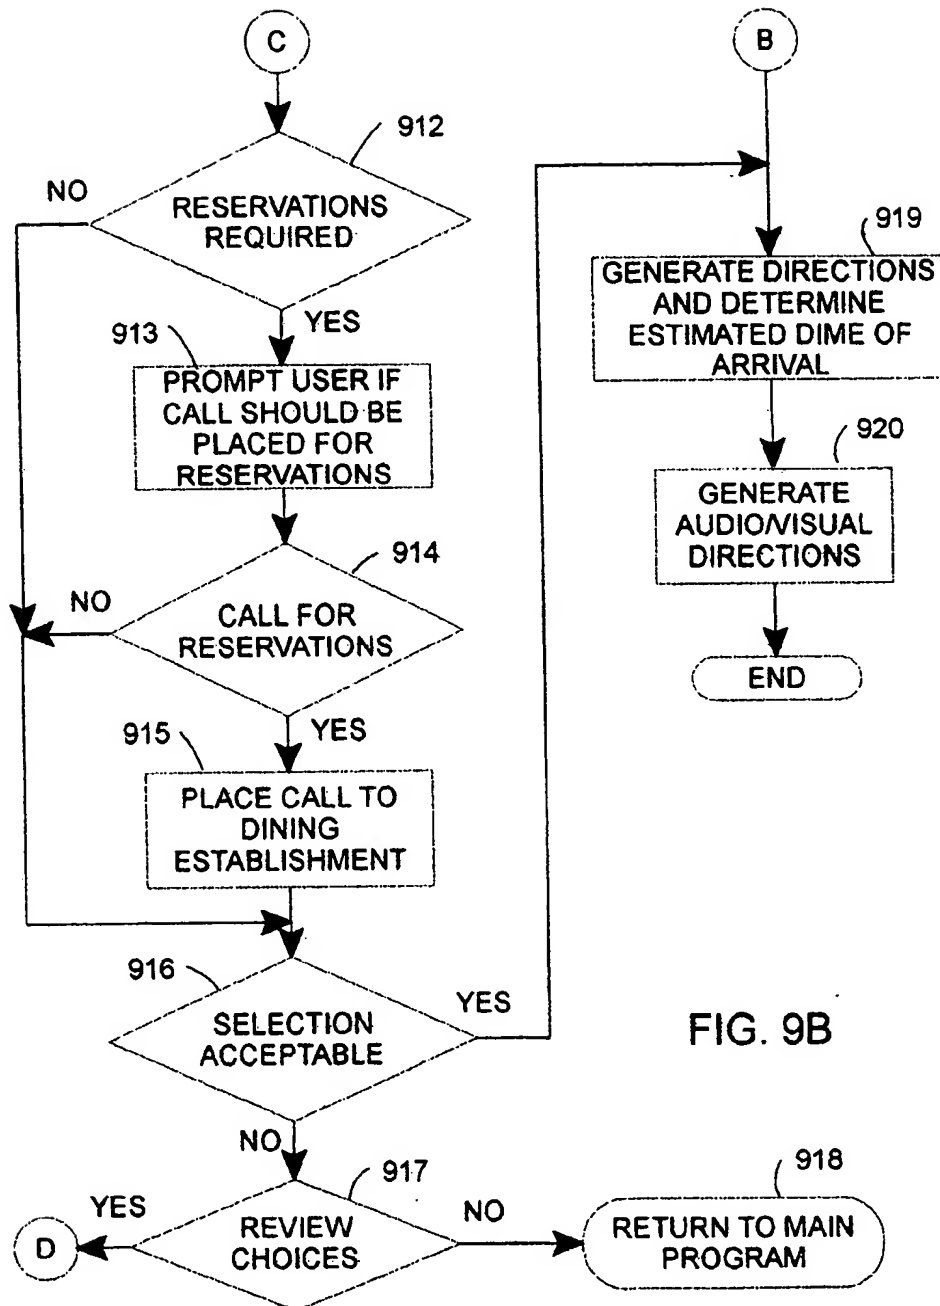 C
912
NO
RESERVATIONS
REQUIRED
YES
913
PROMPT USER IF
CALL SHOULD BE
PLACED FOR
RESERVATIONS
914
NO
CALL FOR
RESERVATIONS
YES
915
PLACE CALL TO
DINING
ESTABLISHMENT
916
YES
SELECTION
ACCEPTABLE
NO
917
YES
D
REVIEW
CHOICES
NO
918
RETURN TO MAIN
PROGRAM
B
919
GENERATE DIRECTIONS
AND DETERMINE
ESTIMATED DIME OF
ARRIVAL
920
GENERATE
AUDIO/VISUAL
DIRECTIONS
END
FIG. 9B